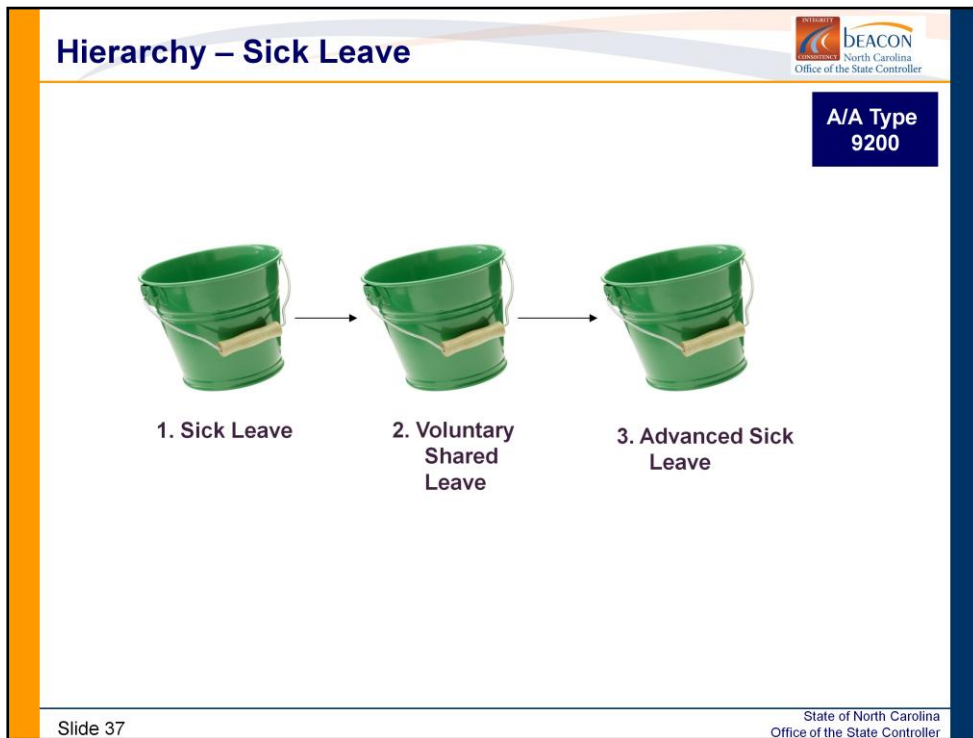 Hierarchy – Sick Leave
INTEGRITY
CONSISTENCY
bEACON
North Carolina
Office of the State Controller
A/A Type
9200
1. Sick Leave
2. Voluntary
Shared
Leave
3. Advanced Sick
Leave
Slide 37
State of North Carolina
Office of the State Controller